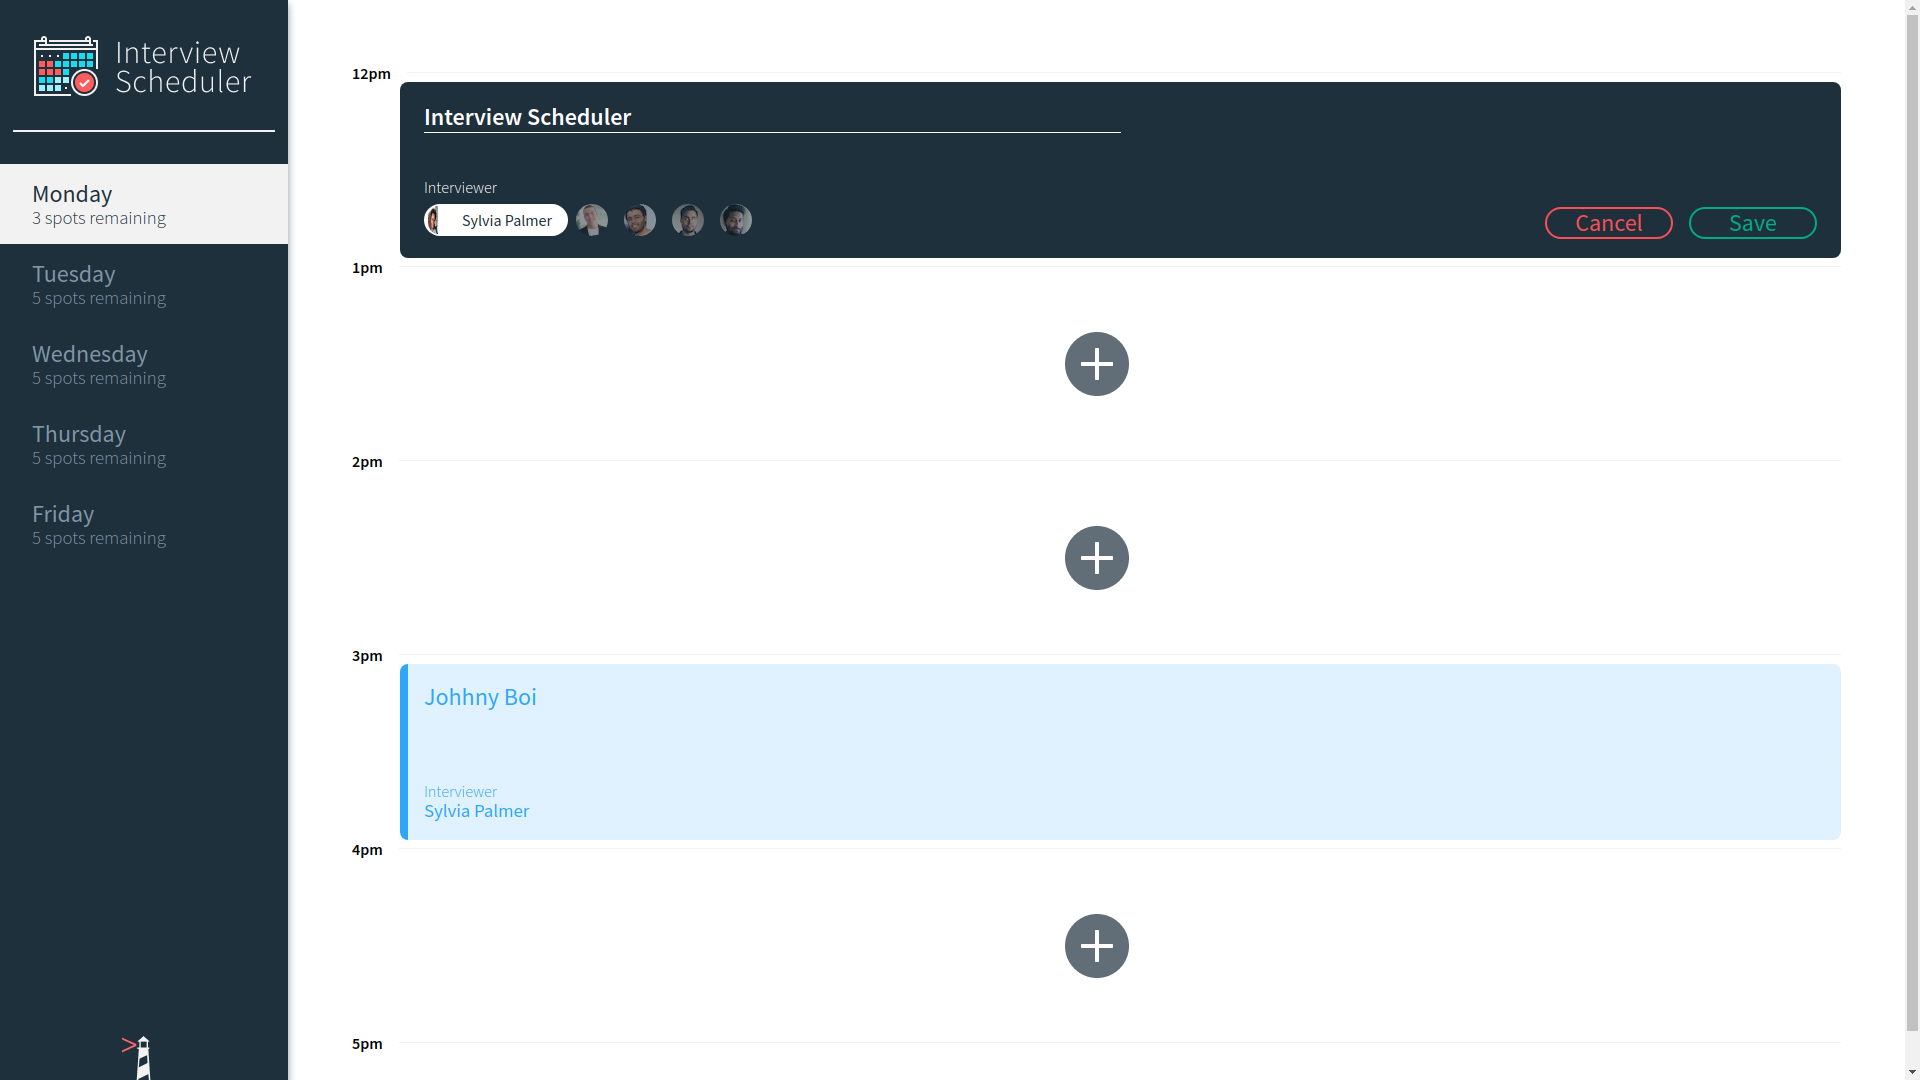 Interview
Scheduler
Monday
3 spots remaining
Tuesday
5 spots remaining
Wednesday
5 spots remaining
Thursday
5 spots remaining
Friday
5 spots remaining
12pm
Interview Scheduler
Interviewer
Sylvia Palmer
Cancel
Save
1pm
2pm
3pm
Johhny Boi
Interviewer
Sylvia Palmer
4pm
5pm